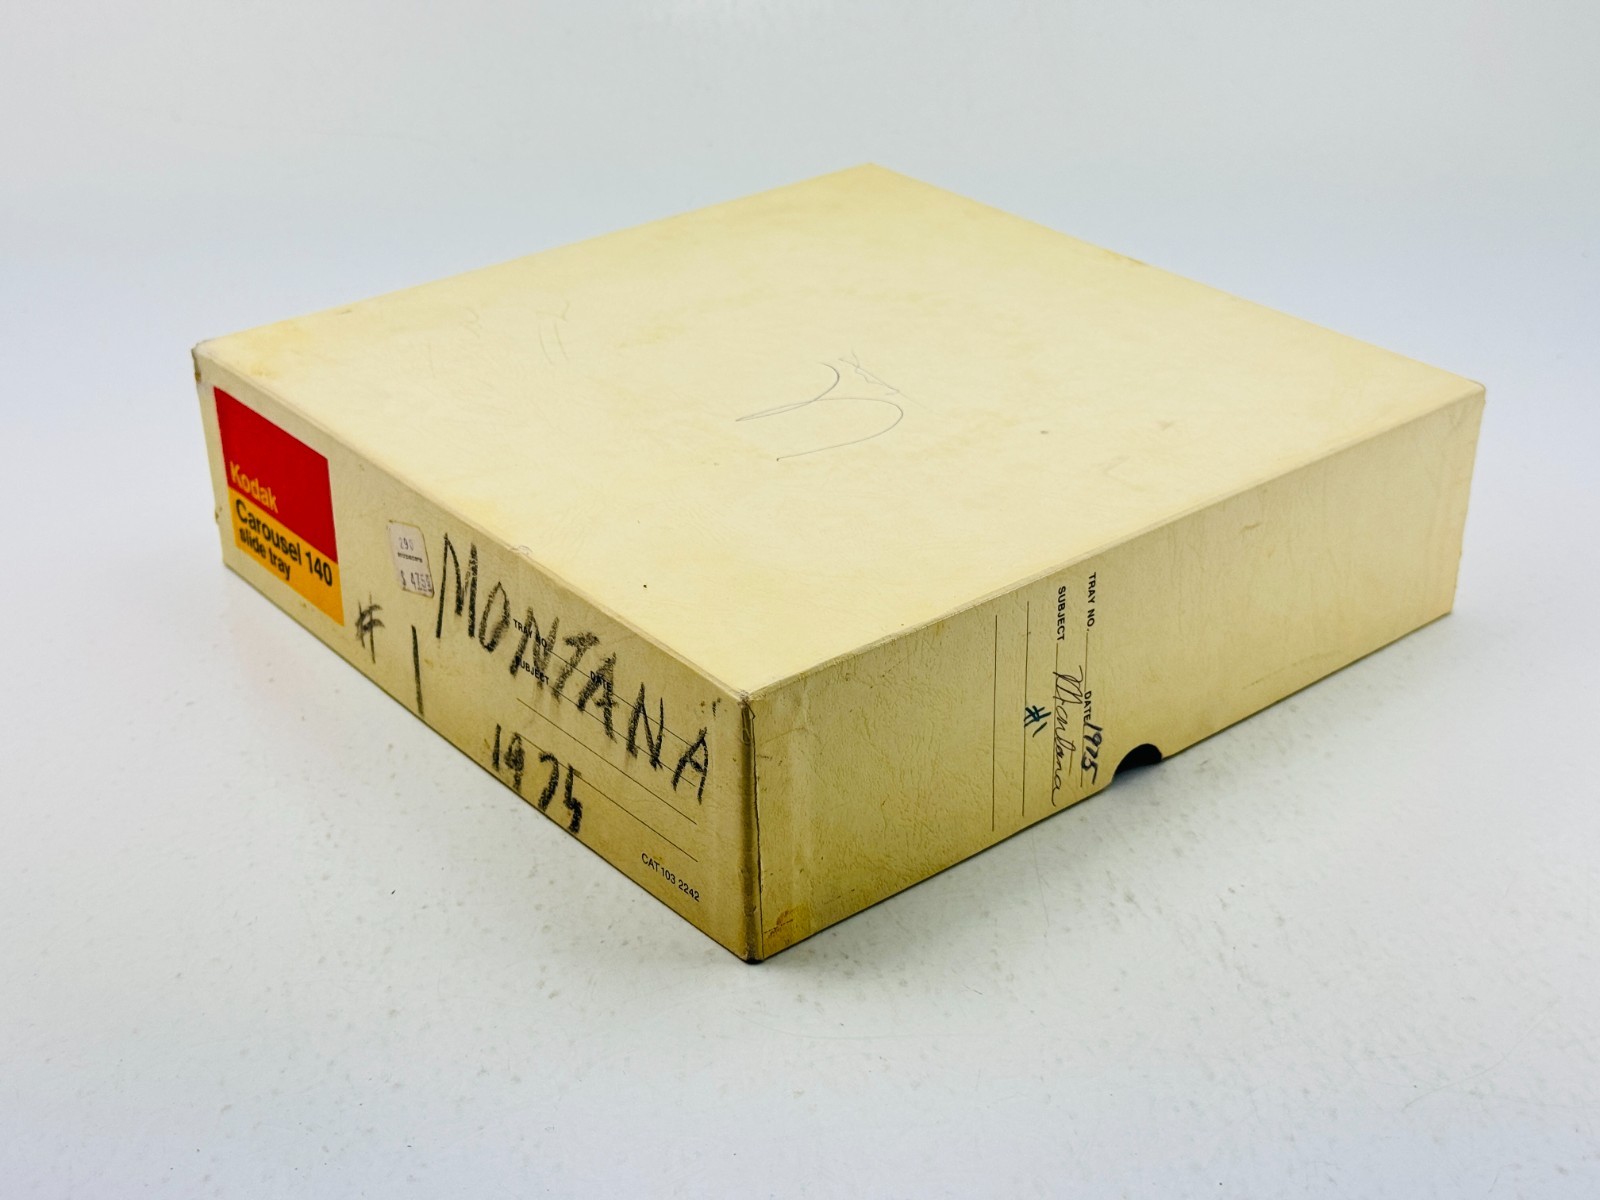 Kodak
Carousel 140
slide tray
290
# 1
MONTANA
1975
TRAY NO.
DATE
SUBJECT
CAT 103 2242
TRAY NO. DATE 1975
SUBJECT Montana
#1